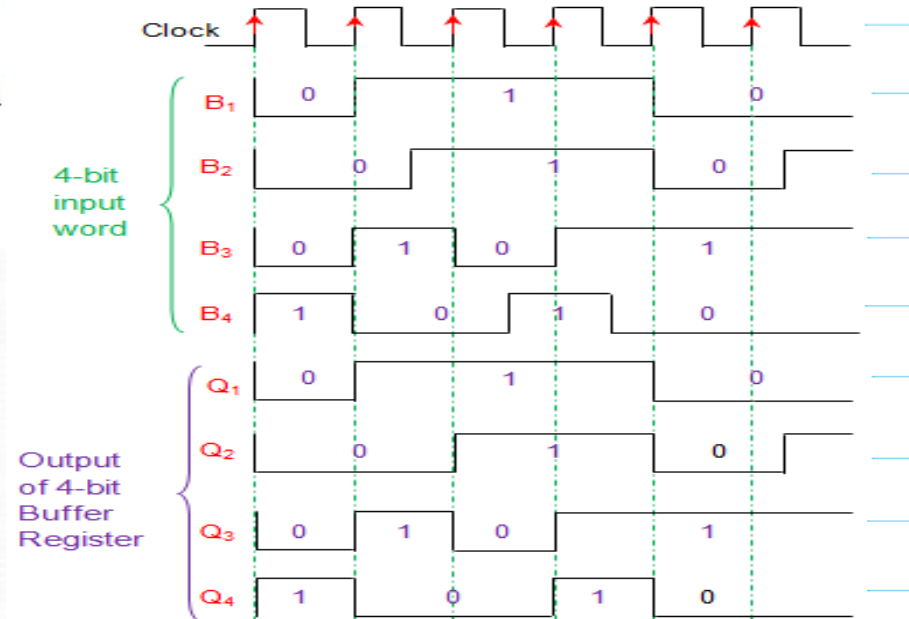 Clock
B₁ 0 1 0
B₂ 0 1 0
4-bit
input
word
B₃ 0 1 0 1
B₄ 1 0 1 0
Q₁ 0 1 0
Q₂ 0 1 0
Output
of 4-bit
Buffer
Register
Q₃ 0 1 0 1
Q₄ 1 0 1 0